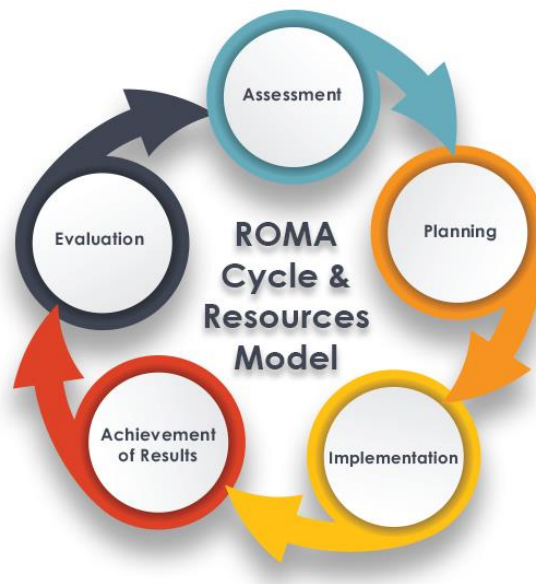 Assessment
Planning
Implementation
Achievement
of Results
Evaluation
ROMA
Cycle &
Resources
Model